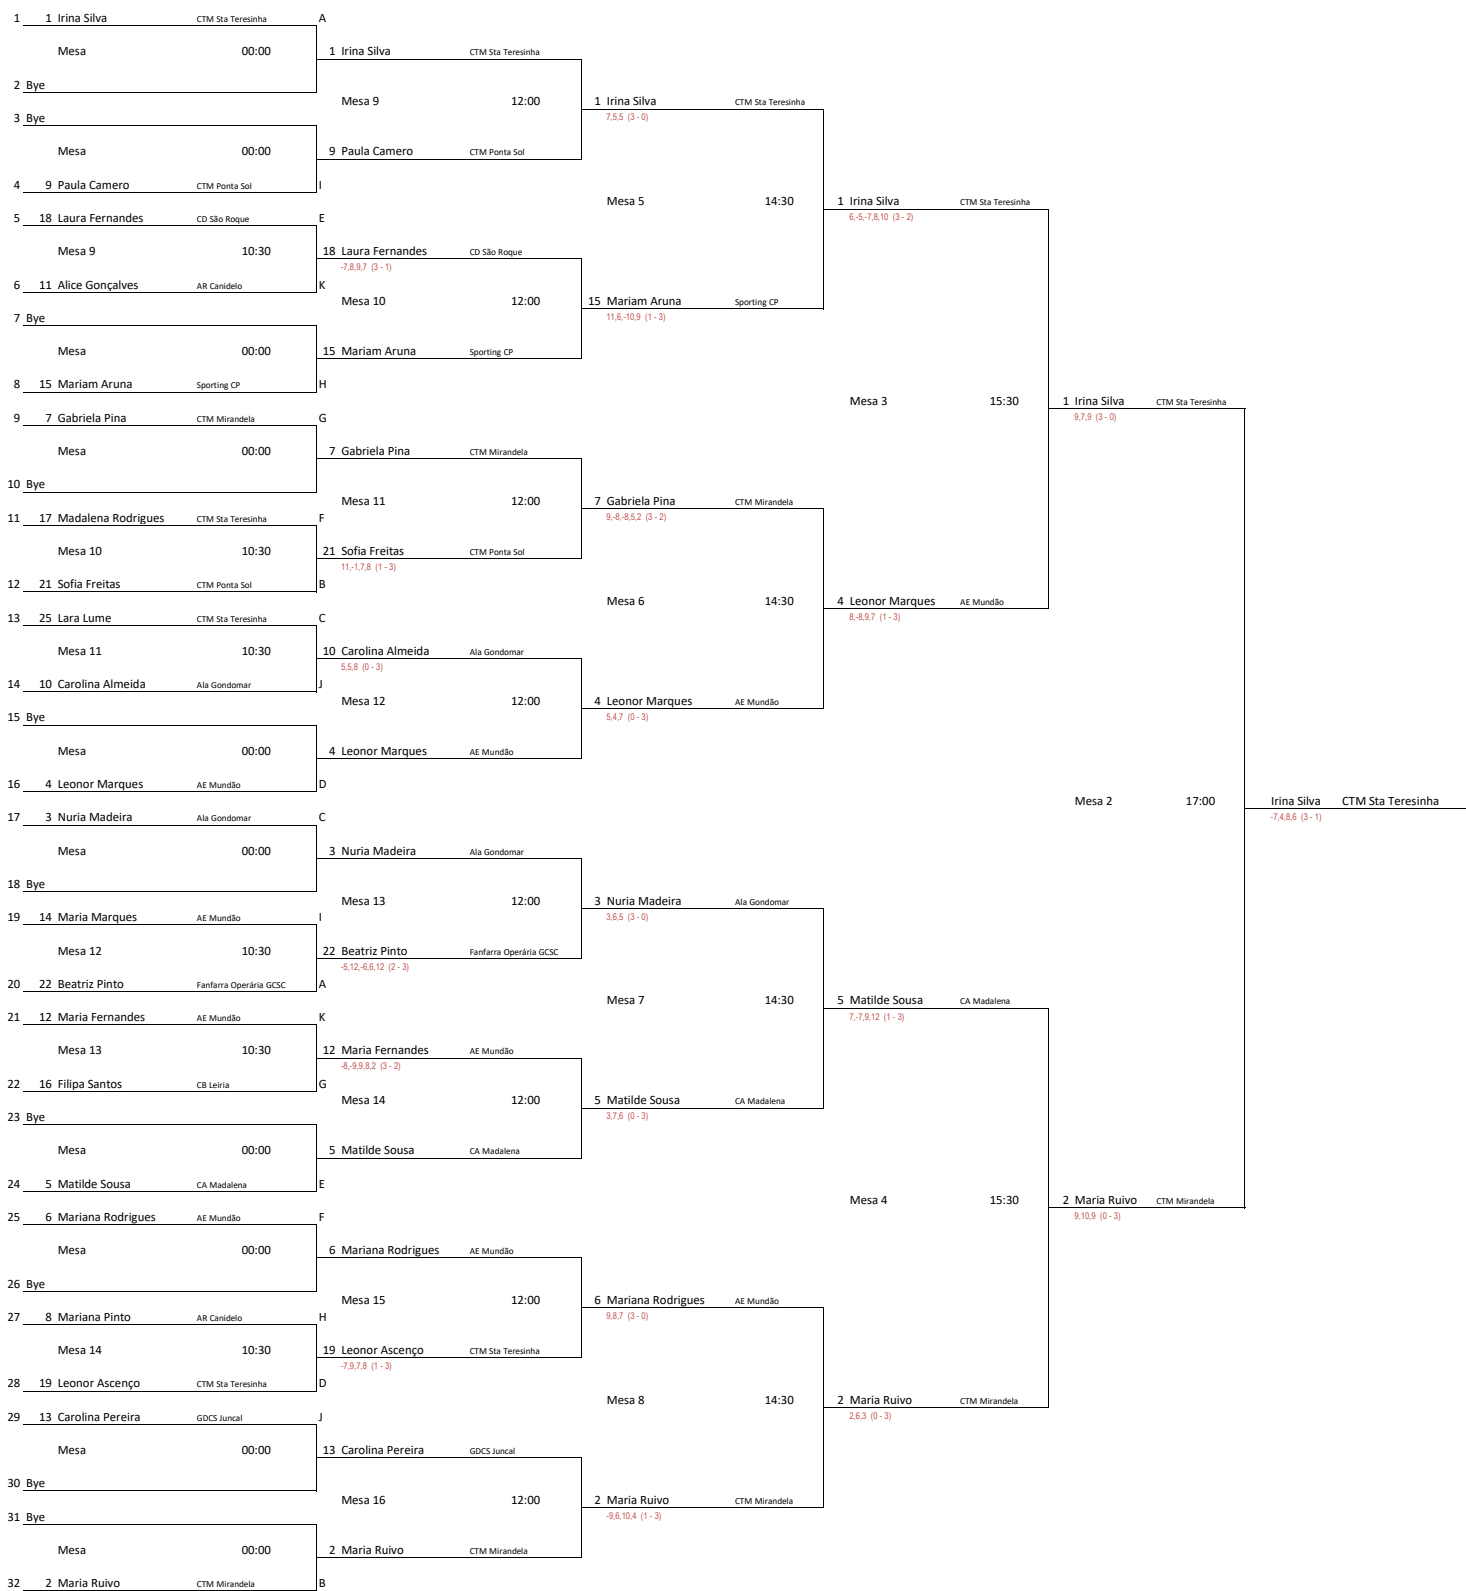 1 1 Irina Silva CTM Sta Teresinha A
Mesa 00:00 1 Irina Silva CTM Sta Teresinha
2 Bye
Mesa 9 12:00 1 Irina Silva CTM Sta Teresinha
3 Bye 7,5,5 (3 - 0)
Mesa 00:00 9 Paula Camero CTM Ponta Sol
4 9 Paula Camero CTM Ponta Sol I
Mesa 5 14:30 1 Irina Silva CTM Sta Teresinha
5 18 Laura Fernandes CD São Roque E 6,-5,-7,8,10 (3 - 2)
Mesa 9 10:30 18 Laura Fernandes CD São Roque
-7,8,9,7 (3 - 1)
6 11 Alice Gonçalves AR Canidelo K
Mesa 10 12:00 15 Mariam Aruna Sporting CP
7 Bye 11,6,-10,9 (1 - 3)
Mesa 00:00 15 Mariam Aruna Sporting CP
8 15 Mariam Aruna Sporting CP H
Mesa 3 15:30 1 Irina Silva CTM Sta Teresinha
9 7 Gabriela Pina CTM Mirandela G 9,7,9 (3 - 0)
Mesa 00:00 7 Gabriela Pina CTM Mirandela
10 Bye
Mesa 11 12:00 7 Gabriela Pina CTM Mirandela
11 17 Madalena Rodrigues CTM Sta Teresinha F 9,-8,-8,5,2 (3 - 2)
Mesa 10 10:30 21 Sofia Freitas CTM Ponta Sol
11,-1,7,8 (1 - 3)
12 21 Sofia Freitas CTM Ponta Sol B
Mesa 6 14:30 4 Leonor Marques AE Mundão
13 25 Lara Lume CTM Sta Teresinha C 8,-8,9,7 (1 - 3)
Mesa 11 10:30 10 Carolina Almeida Ala Gondomar
5,5,8 (0 - 3)
14 10 Carolina Almeida Ala Gondomar J
Mesa 12 12:00 4 Leonor Marques AE Mundão
15 Bye 5,4,7 (0 - 3)
Mesa 00:00 4 Leonor Marques AE Mundão
16 4 Leonor Marques AE Mundão D
Mesa 2 17:00 Irina Silva CTM Sta Teresinha
17 3 Nuria Madeira Ala Gondomar C -7,4,8,6 (3 - 1)
Mesa 00:00 3 Nuria Madeira Ala Gondomar
18 Bye
Mesa 13 12:00 3 Nuria Madeira Ala Gondomar
19 14 Maria Marques AE Mundão I 3,6,5 (3 - 0)
Mesa 12 10:30 22 Beatriz Pinto Fanfarra Operária GCSC
-5,12,-6,6,12 (2 - 3)
20 22 Beatriz Pinto Fanfarra Operária GCSC A
Mesa 7 14:30 5 Matilde Sousa CA Madalena
21 12 Maria Fernandes AE Mundão K 7,-7,9,12 (1 - 3)
Mesa 13 10:30 12 Maria Fernandes AE Mundão
-8,-9,9,8,2 (3 - 2)
22 16 Filipa Santos CB Leiria G
Mesa 14 12:00 5 Matilde Sousa CA Madalena
23 Bye 3,7,6 (0 - 3)
Mesa 00:00 5 Matilde Sousa CA Madalena
24 5 Matilde Sousa CA Madalena E
Mesa 4 15:30 2 Maria Ruivo CTM Mirandela
25 6 Mariana Rodrigues AE Mundão F 9,10,9 (0 - 3)
Mesa 00:00 6 Mariana Rodrigues AE Mundão
26 Bye
Mesa 15 12:00 6 Mariana Rodrigues AE Mundão
27 8 Mariana Pinto AR Canidelo H 9,8,7 (3 - 0)
Mesa 14 10:30 19 Leonor Ascenço CTM Sta Teresinha
-7,9,7,8 (1 - 3)
28 19 Leonor Ascenço CTM Sta Teresinha D
Mesa 8 14:30 2 Maria Ruivo CTM Mirandela
29 13 Carolina Pereira GDCS Juncal J 2,6,3 (0 - 3)
Mesa 00:00 13 Carolina Pereira GDCS Juncal
30 Bye
Mesa 16 12:00 2 Maria Ruivo CTM Mirandela
31 Bye -9,6,10,4 (1 - 3)
Mesa 00:00 2 Maria Ruivo CTM Mirandela
32 2 Maria Ruivo CTM Mirandela B